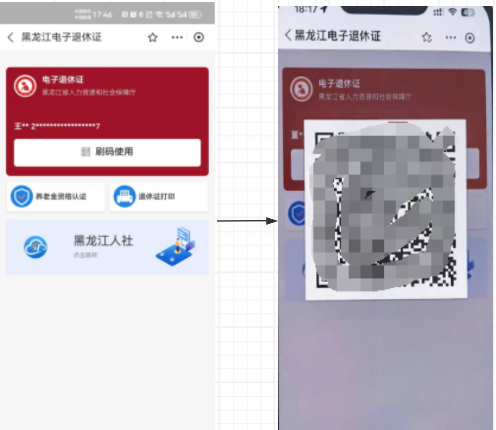 17:46
黑龙江电子退休证
电子退休证
黑龙江省人力资源和社会保障厅
王** 2*****************7
刷码使用
养老金资格认证
退休证打印
黑龙江人社
18:17
黑龙江电子退休证
电子退休证
黑龙江省人力资源和社会保障厅